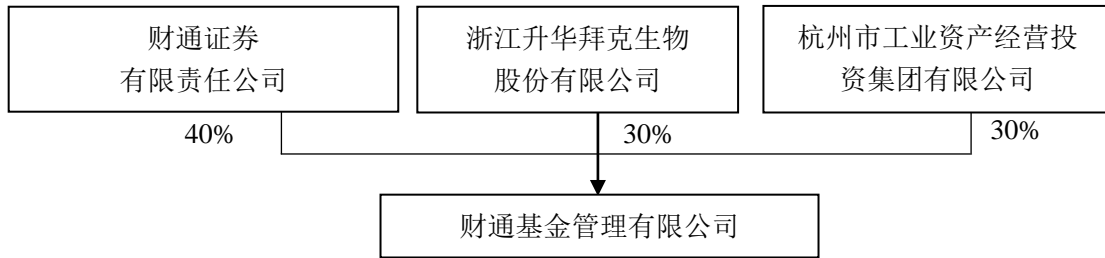 财通证券
有限责任公司
浙江升华拜克生物
股份有限公司
杭州市工业资产经营投
资集团有限公司
40%
30%
30%
财通基金管理有限公司